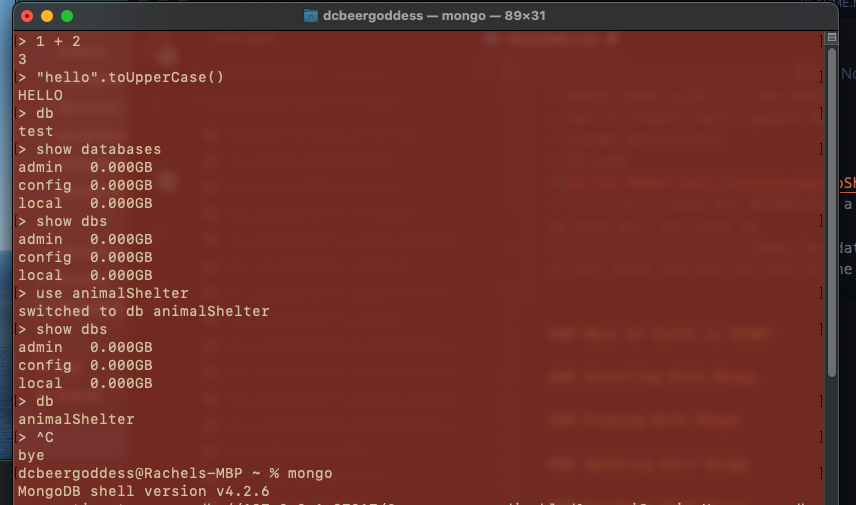 dcbeergoddess — mongo — 89×31
> 1 + 2
3
> "hello".toUpperCase()
HELLO
> db
test
> show databases
admin   0.000GB
config  0.000GB
local   0.000GB
> show dbs
admin   0.000GB
config  0.000GB
local   0.000GB
> use animalShelter
switched to db animalShelter
> show dbs
admin   0.000GB
config  0.000GB
local   0.000GB
> db
animalShelter
> ^C
bye
dcbeergoddess@Rachels-MBP ~ % mongo
MongoDB shell version v4.2.6